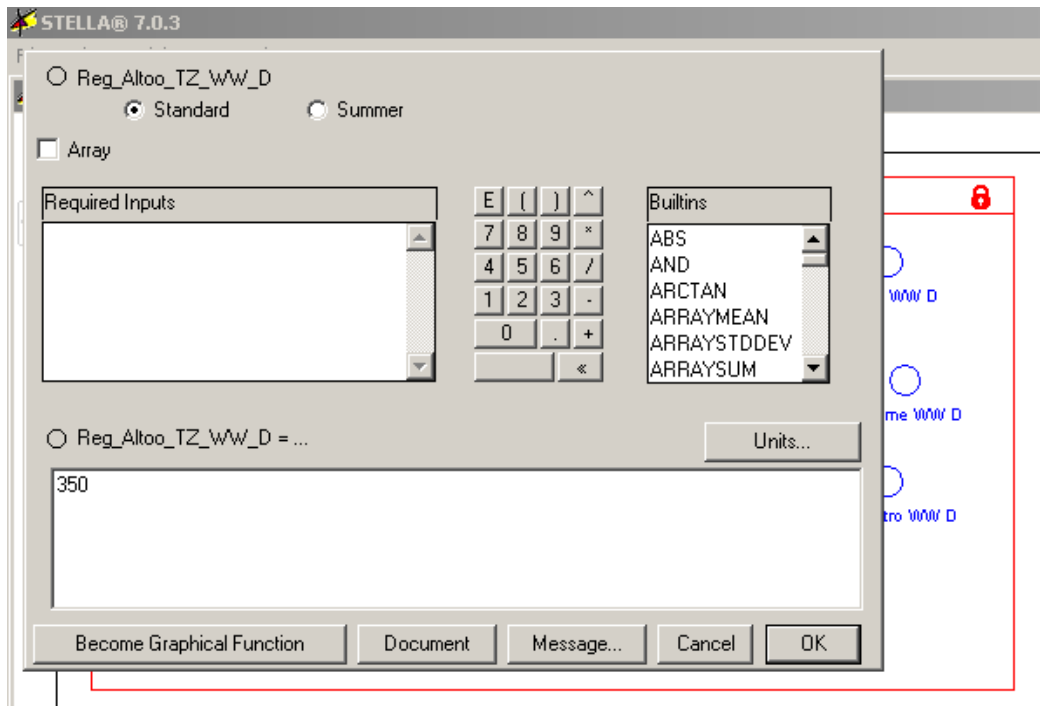 STELLA® 7.0.3
Reg_Altoo_TZ_WW_D
Standard Summer
Array
Required Inputs
E ( ) ^
7 8 9 *
4 5 6 /
1 2 3 -
0 . +
«
Builtins
ABS
AND
ARCTAN
ARRAYMEAN
ARRAYSTDDEV
ARRAYSUM
WW D
me WW D
tro WW D
Reg_Altoo_TZ_WW_D = ...
Units...
350
Become Graphical Function Document Message... Cancel OK